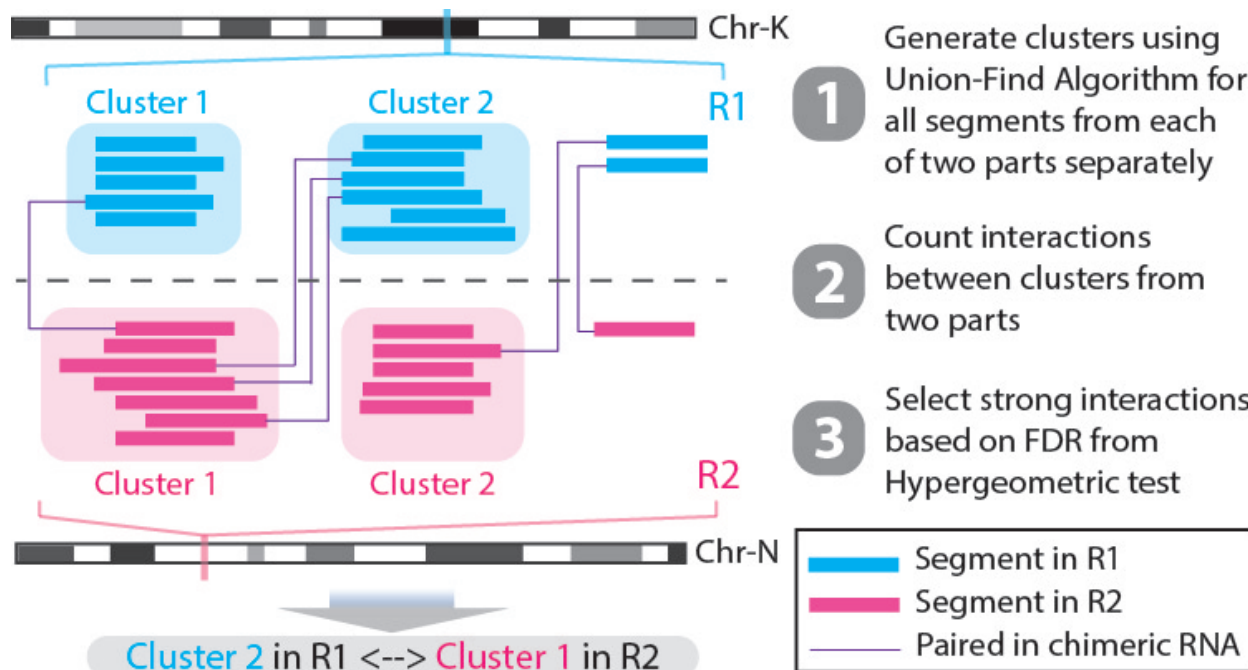 Chr-K
Cluster 1
Cluster 2
R1
Cluster 1
Cluster 2
R2
Chr-N
Cluster 2 in R1 <--> Cluster 1 in R2
1
Generate clusters using
Union-Find Algorithm for
all segments from each
of two parts separately
2
Count interactions
between clusters from
two parts
3
Select strong interactions
based on FDR from
Hypergeometric test
Segment in R1
Segment in R2
Paired in chimeric RNA